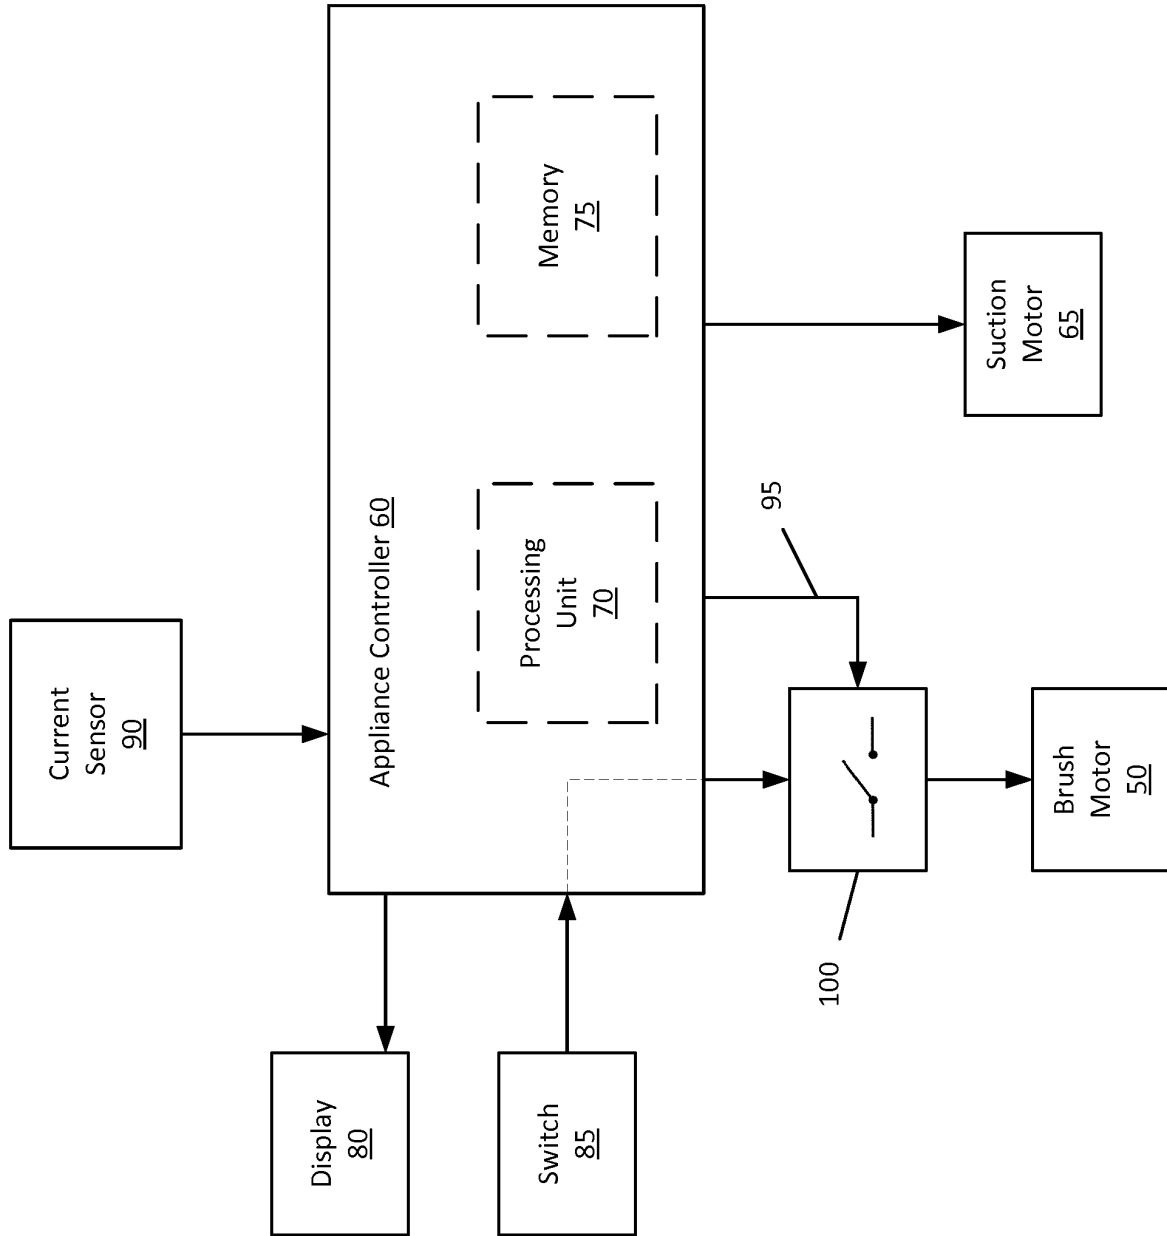 Current
Sensor
90
Appliance Controller 60
Processing
Unit
70
Memory
75
Display
80
Switch
85
95
100
Brush
Motor
50
Suction
Motor
65